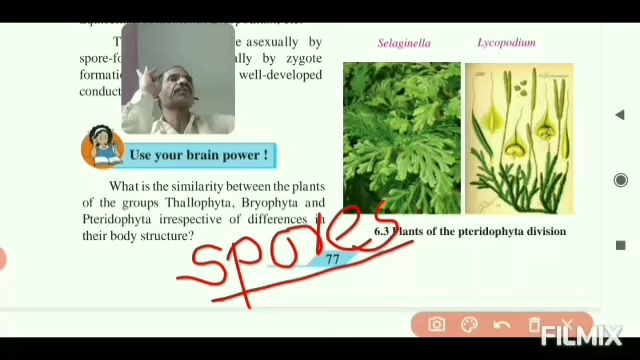 T
e asexually by
spore-fo
ally by zygote
formation
well-developed
conduct
Use your brain power !
What is the similarity between the plants
of the groups Thallophyta, Bryophyta and
Pteridophyta irrespective of differences in
their body structure?
Selaginella
Lycopodium
6.3 Plants of the pteridophyta division
spores
77
FILMIX